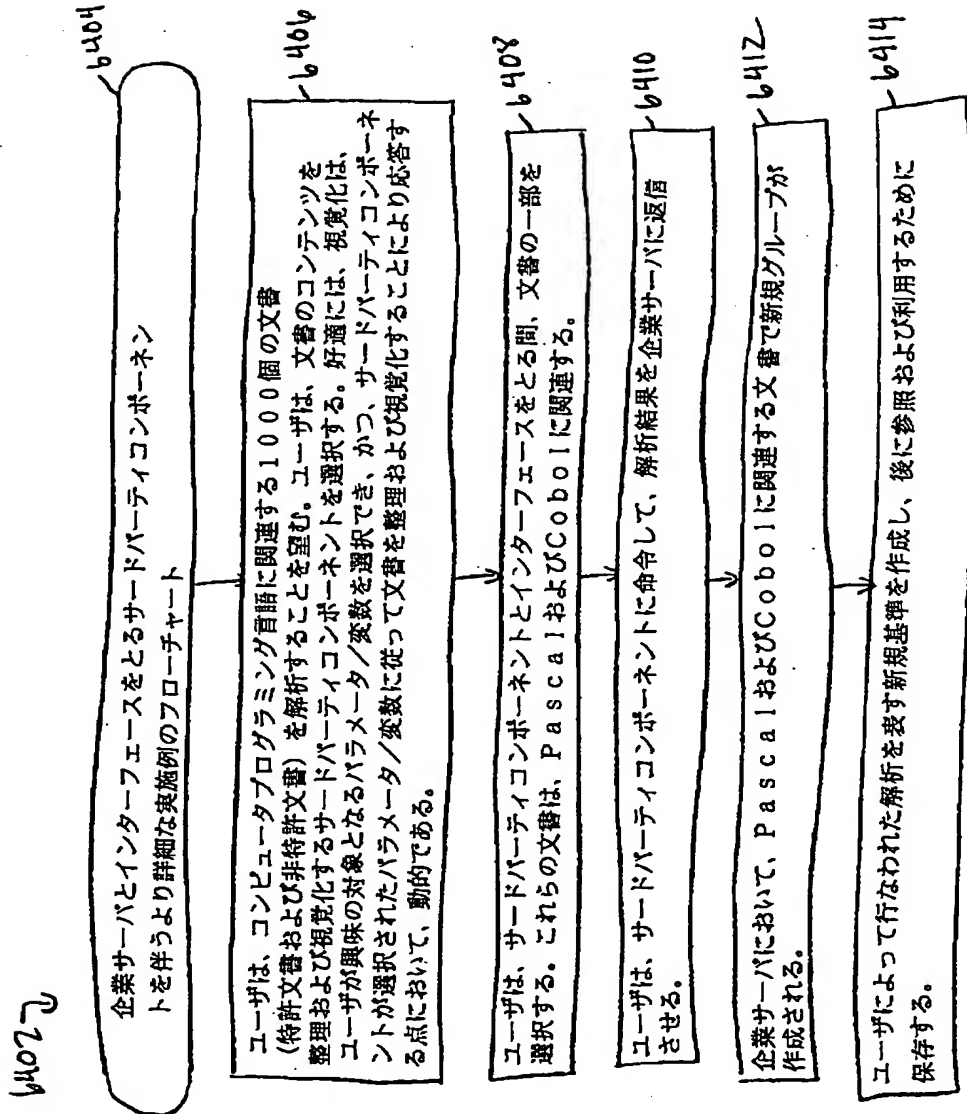 6402
6404
企業サーバとインターフェースをとるサードパーティコンポーネン
トを伴うより詳細な実施例のフローチャート
6406
ユーザは、コンピュータプログラミング言語に関連する1000個の文書
(特許文書および非特許文書)を解析することを望む。ユーザは、文書のコンテンツを
整理および視覚化するサードパーティコンポーネントを選択する。好適には、視覚化は、
ユーザが興味の対象となるパラメータ/変数を選択でき、かつ、サードパーティコンポーネ
ントが選択されたパラメータ/変数に従って文書を整理および視覚化することにより応答す
る点において、動的である。
6408
ユーザは、サードパーティコンポーネントとインターフェースをとる間、文書の一部を
選択する。これらの文書は、PascalおよびCobolに関連する。
6410
ユーザは、サードパーティコンポーネントに命令して、解析結果を企業サーバに返信
させる。
6412
企業サーバにおいて、PascalおよびCobolに関連する文書で新規グループが
作成される。
6414
ユーザによって行なわれた解析を表す新規基準を作成し、後に参照および利用するために
保存する。